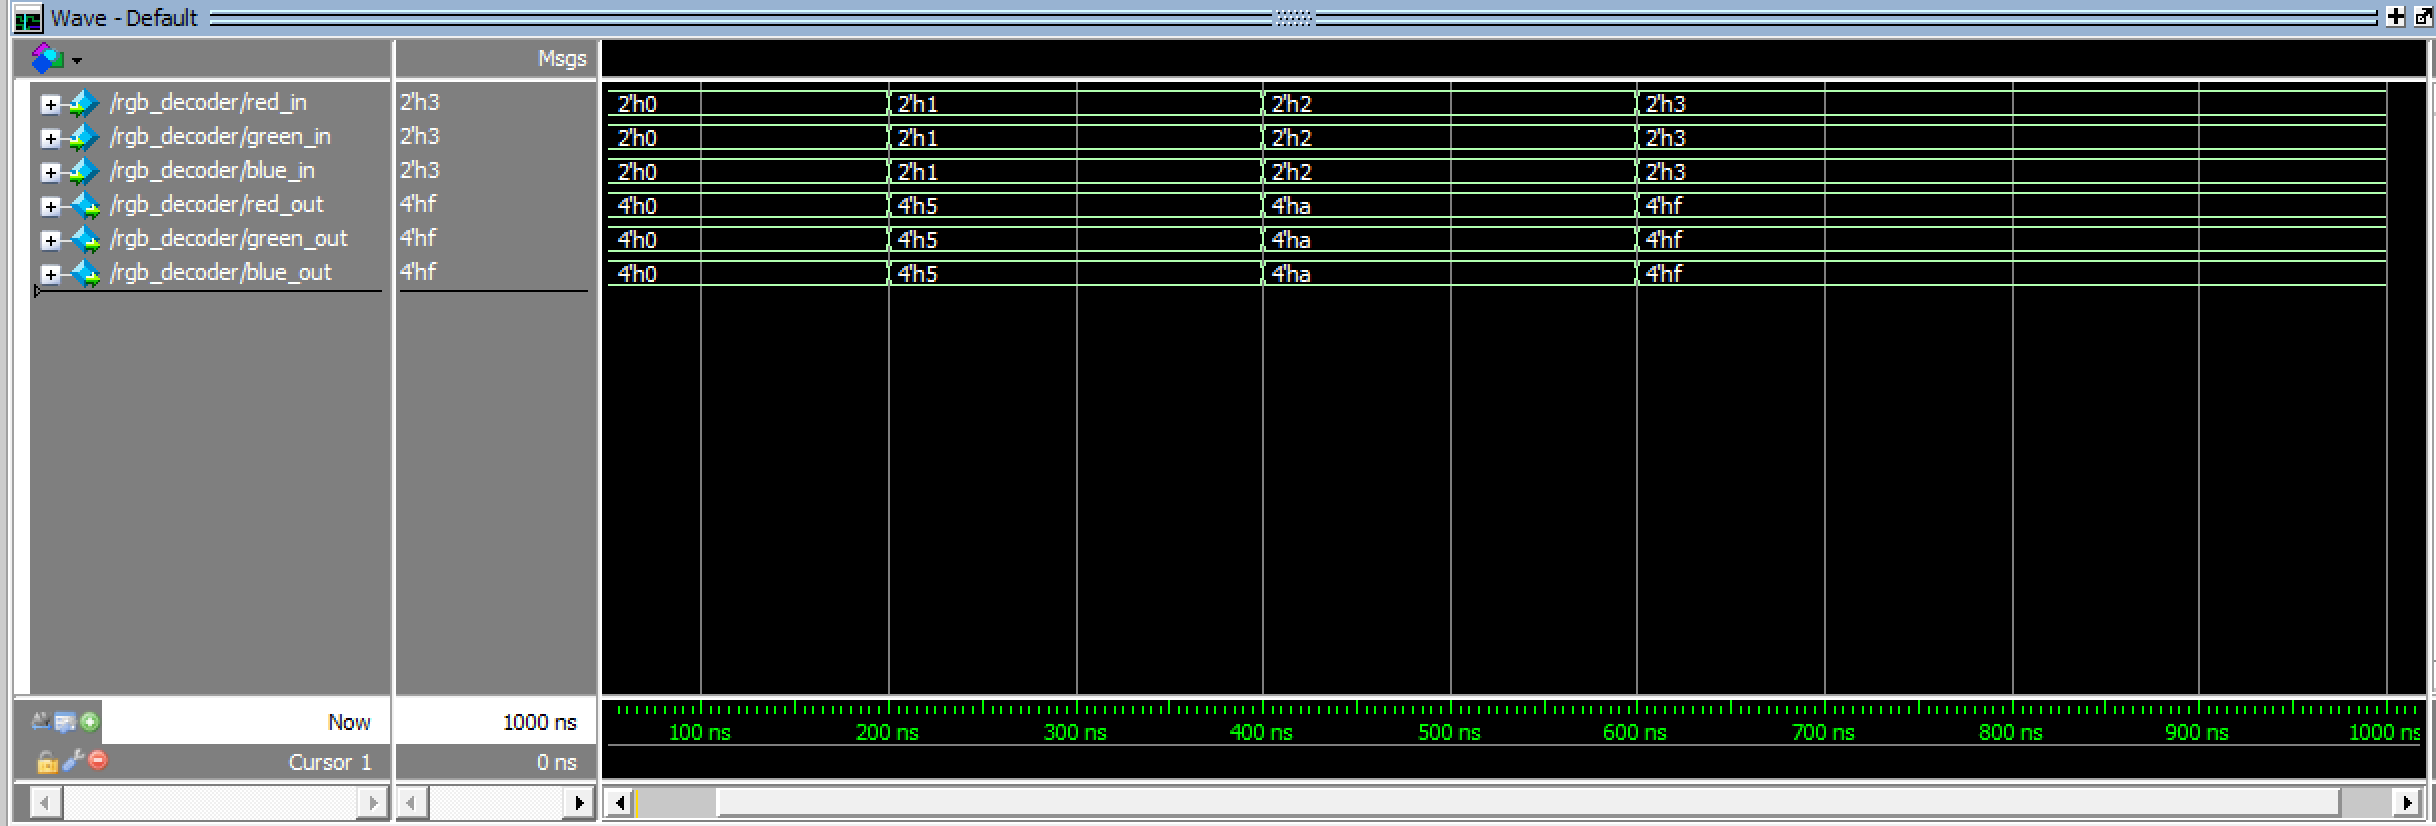 Wave - Default
Msgs
/rgb_decoder/red_in 2'h3 2'h0 2'h1 2'h2 2'h3
/rgb_decoder/green_in 2'h3 2'h0 2'h1 2'h2 2'h3
/rgb_decoder/blue_in 2'h3 2'h0 2'h1 2'h2 2'h3
/rgb_decoder/red_out 4'hf 4'h0 4'h5 4'ha 4'hf
/rgb_decoder/green_out 4'hf 4'h0 4'h5 4'ha 4'hf
/rgb_decoder/blue_out 4'hf 4'h0 4'h5 4'ha 4'hf
Now 1000 ns 100 ns 200 ns 300 ns 400 ns 500 ns 600 ns 700 ns 800 ns 900 ns 1000 ns
Cursor 1 0 ns